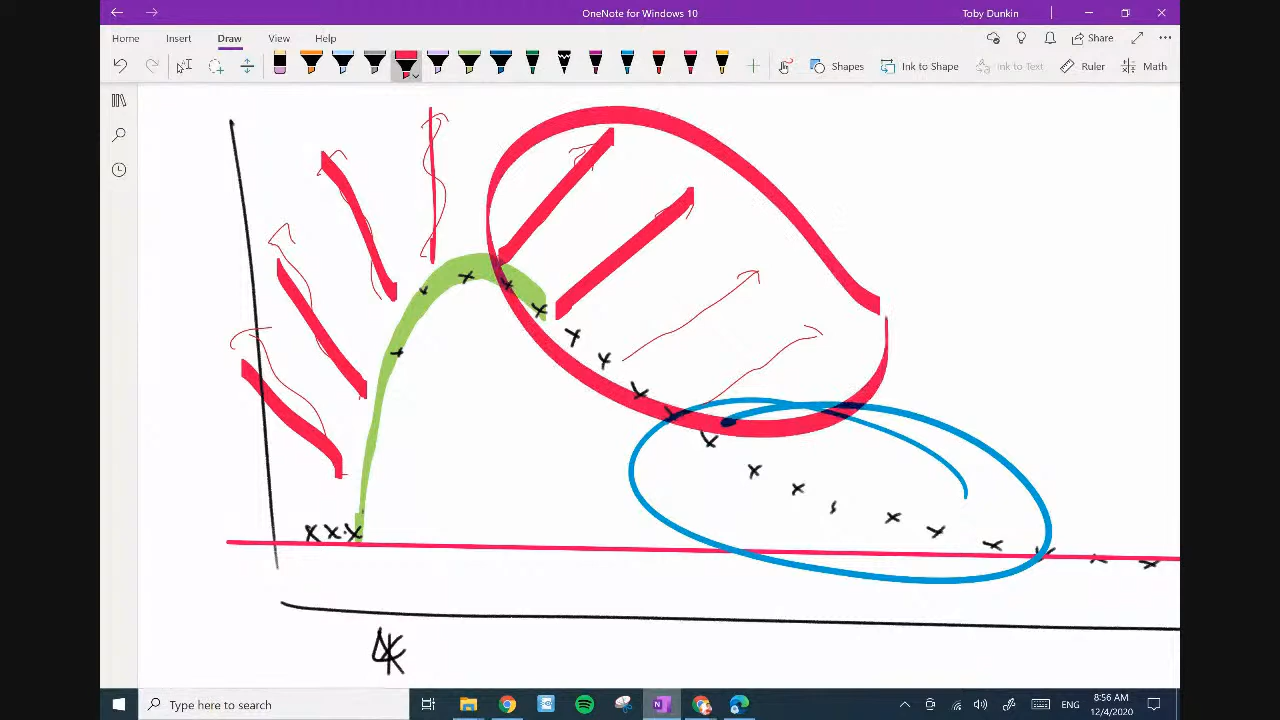 OneNote for Windows 10
Toby Dunkin
Home Insert Draw View Help
Share
Shapes Ink to Shape Ink to Text Ruler Math
x x x
Type here to search
ENG
8:56 AM
12/4/2020